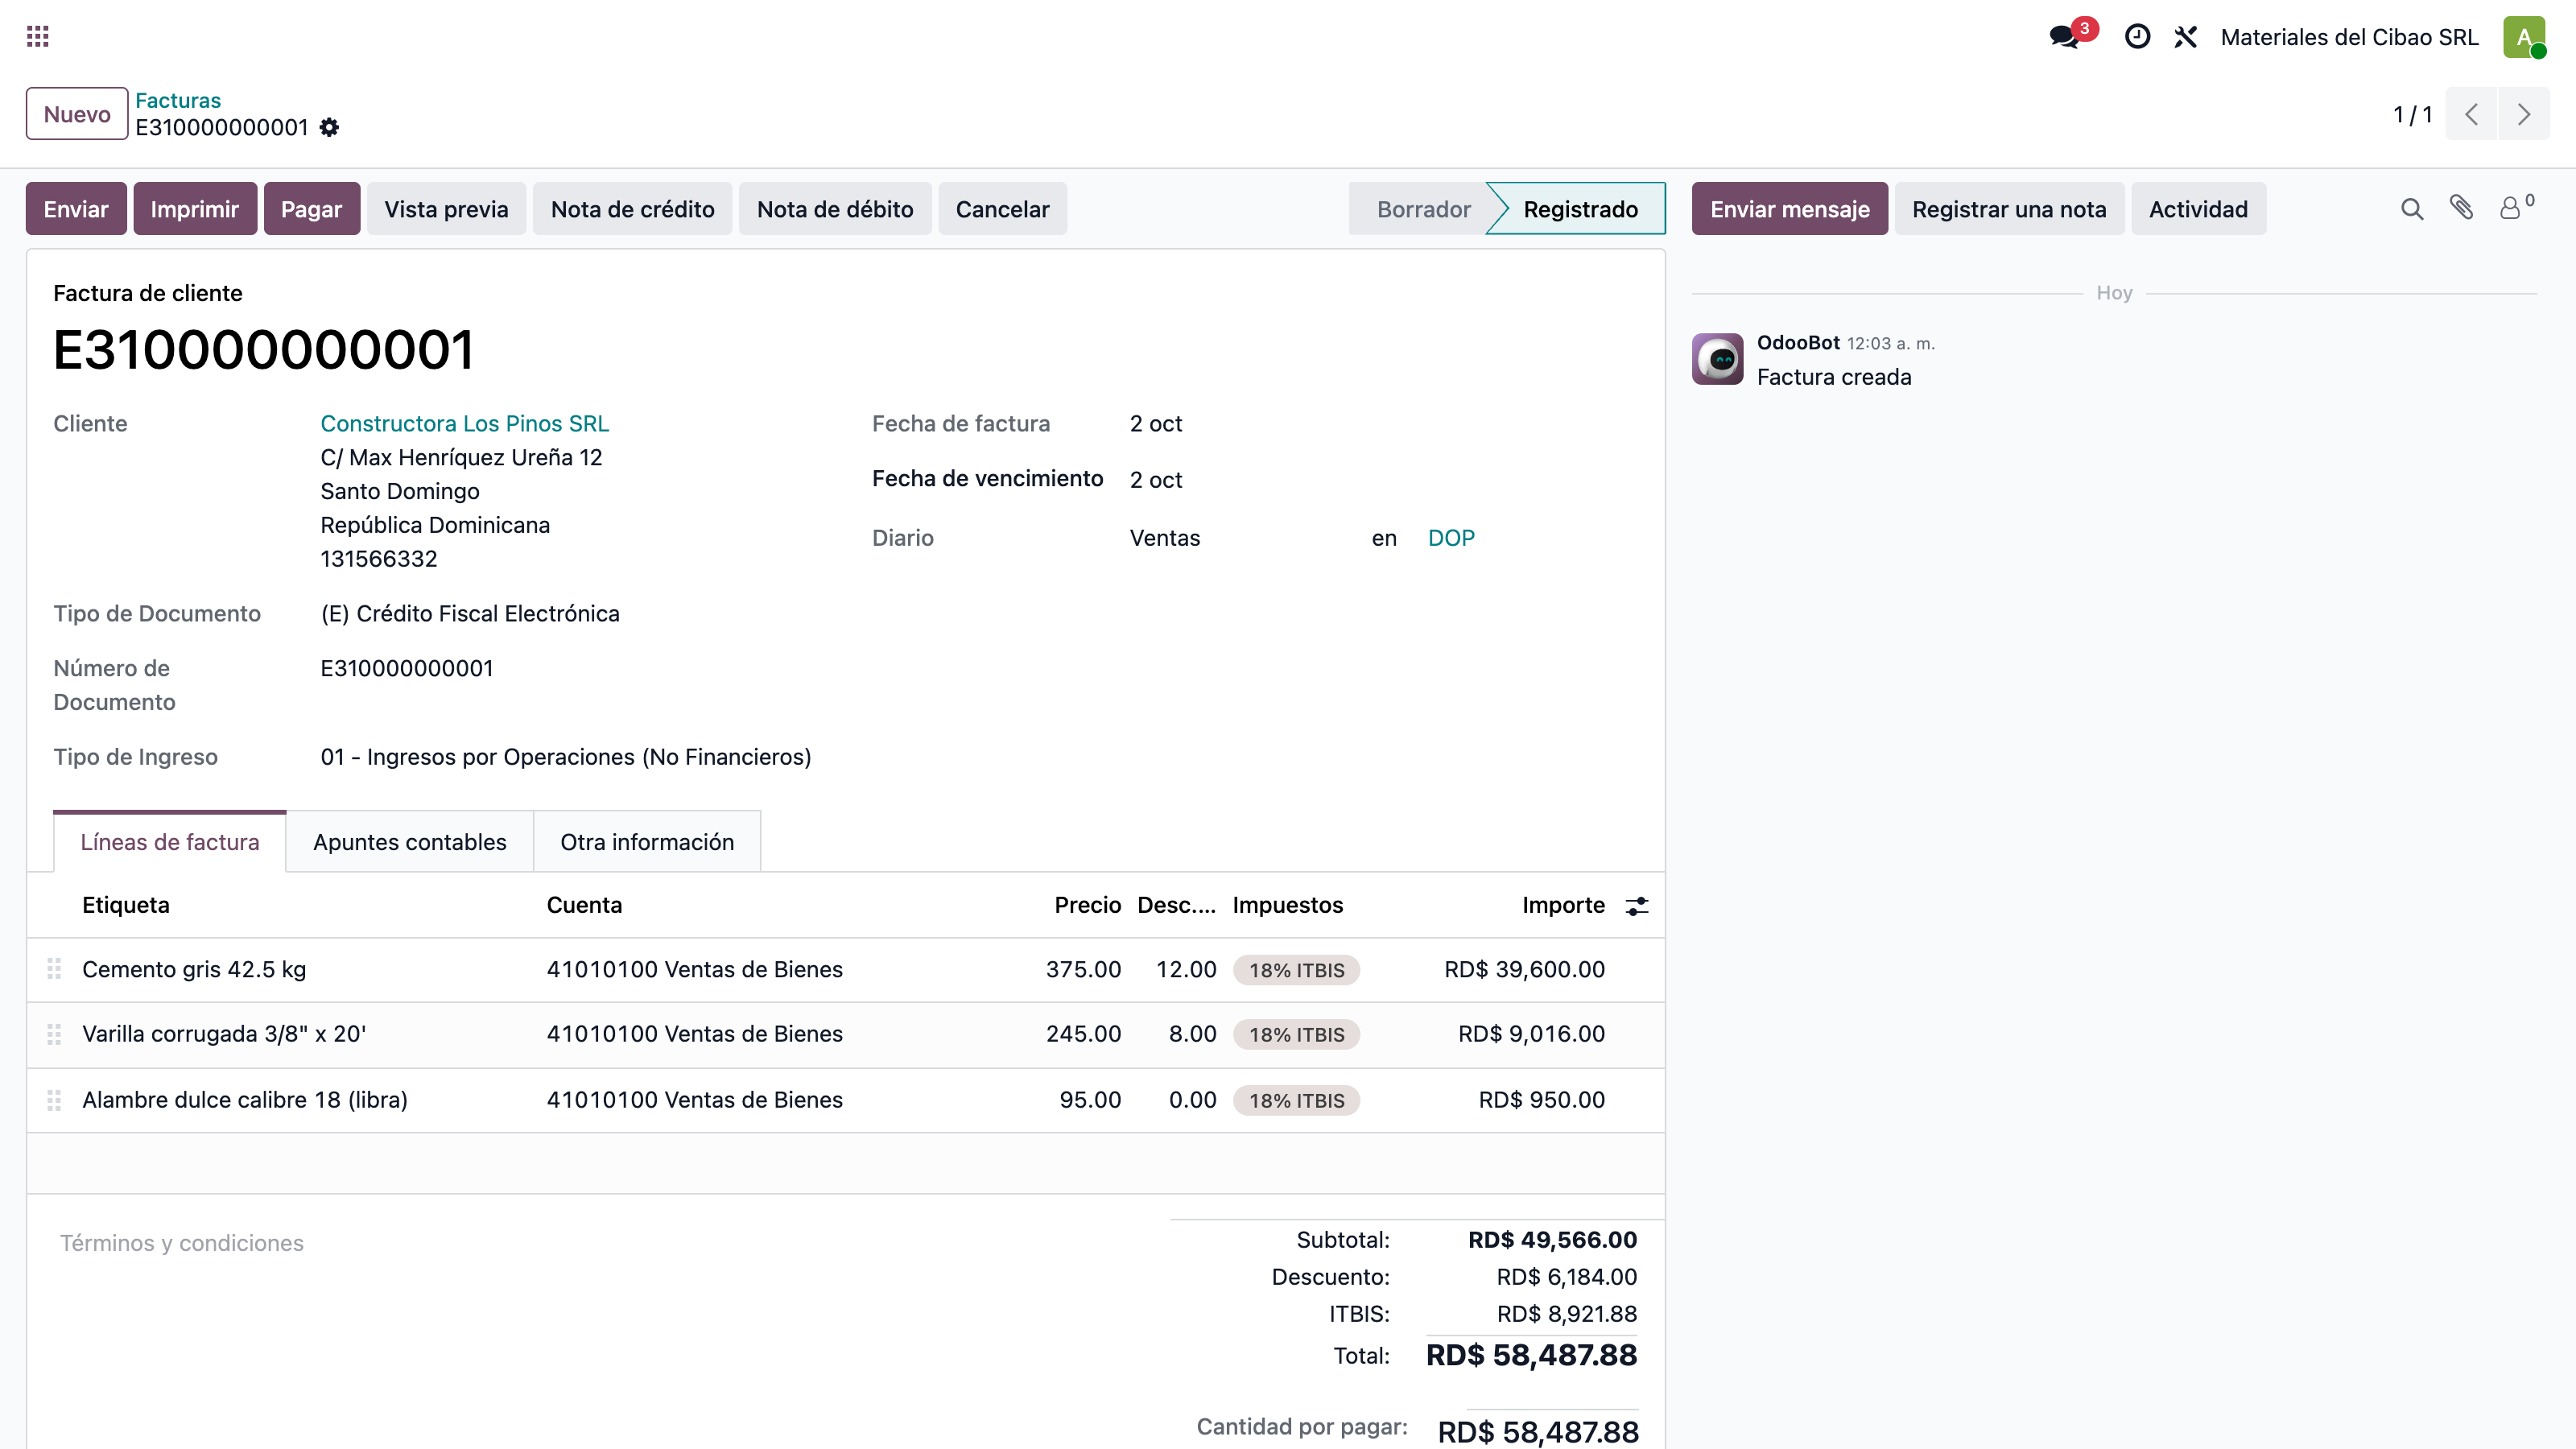 3
Materiales del Cibao SRL
A
Nuevo
Facturas
E310000000001
1 / 1
Enviar
Imprimir
Pagar
Vista previa
Nota de crédito
Nota de débito
Cancelar
Borrador
Registrado
Enviar mensaje
Registrar una nota
Actividad
0
Factura de cliente
E310000000001
Cliente
Constructora Los Pinos SRL
C/ Max Henríquez Ureña 12
Santo Domingo
República Dominicana
131566332
Fecha de factura 2 oct
Fecha de vencimiento 2 oct
Diario Ventas en DOP
Tipo de Documento (E) Crédito Fiscal Electrónica
Número de
Documento
E310000000001
Tipo de Ingreso 01 - Ingresos por Operaciones (No Financieros)
Líneas de factura
Apuntes contables
Otra información
Etiqueta Cuenta Precio Desc.... Impuestos Importe
Cemento gris 42.5 kg 41010100 Ventas de Bienes 375.00 12.00 18% ITBIS RD$ 39,600.00
Varilla corrugada 3/8" x 20' 41010100 Ventas de Bienes 245.00 8.00 18% ITBIS RD$ 9,016.00
Alambre dulce calibre 18 (libra) 41010100 Ventas de Bienes 95.00 0.00 18% ITBIS RD$ 950.00
Términos y condiciones
Subtotal: RD$ 49,566.00
Descuento: RD$ 6,184.00
ITBIS: RD$ 8,921.88
Total: RD$ 58,487.88
Cantidad por pagar: RD$ 58,487.88
Hoy
OdooBot 12:03 a. m.
Factura creada